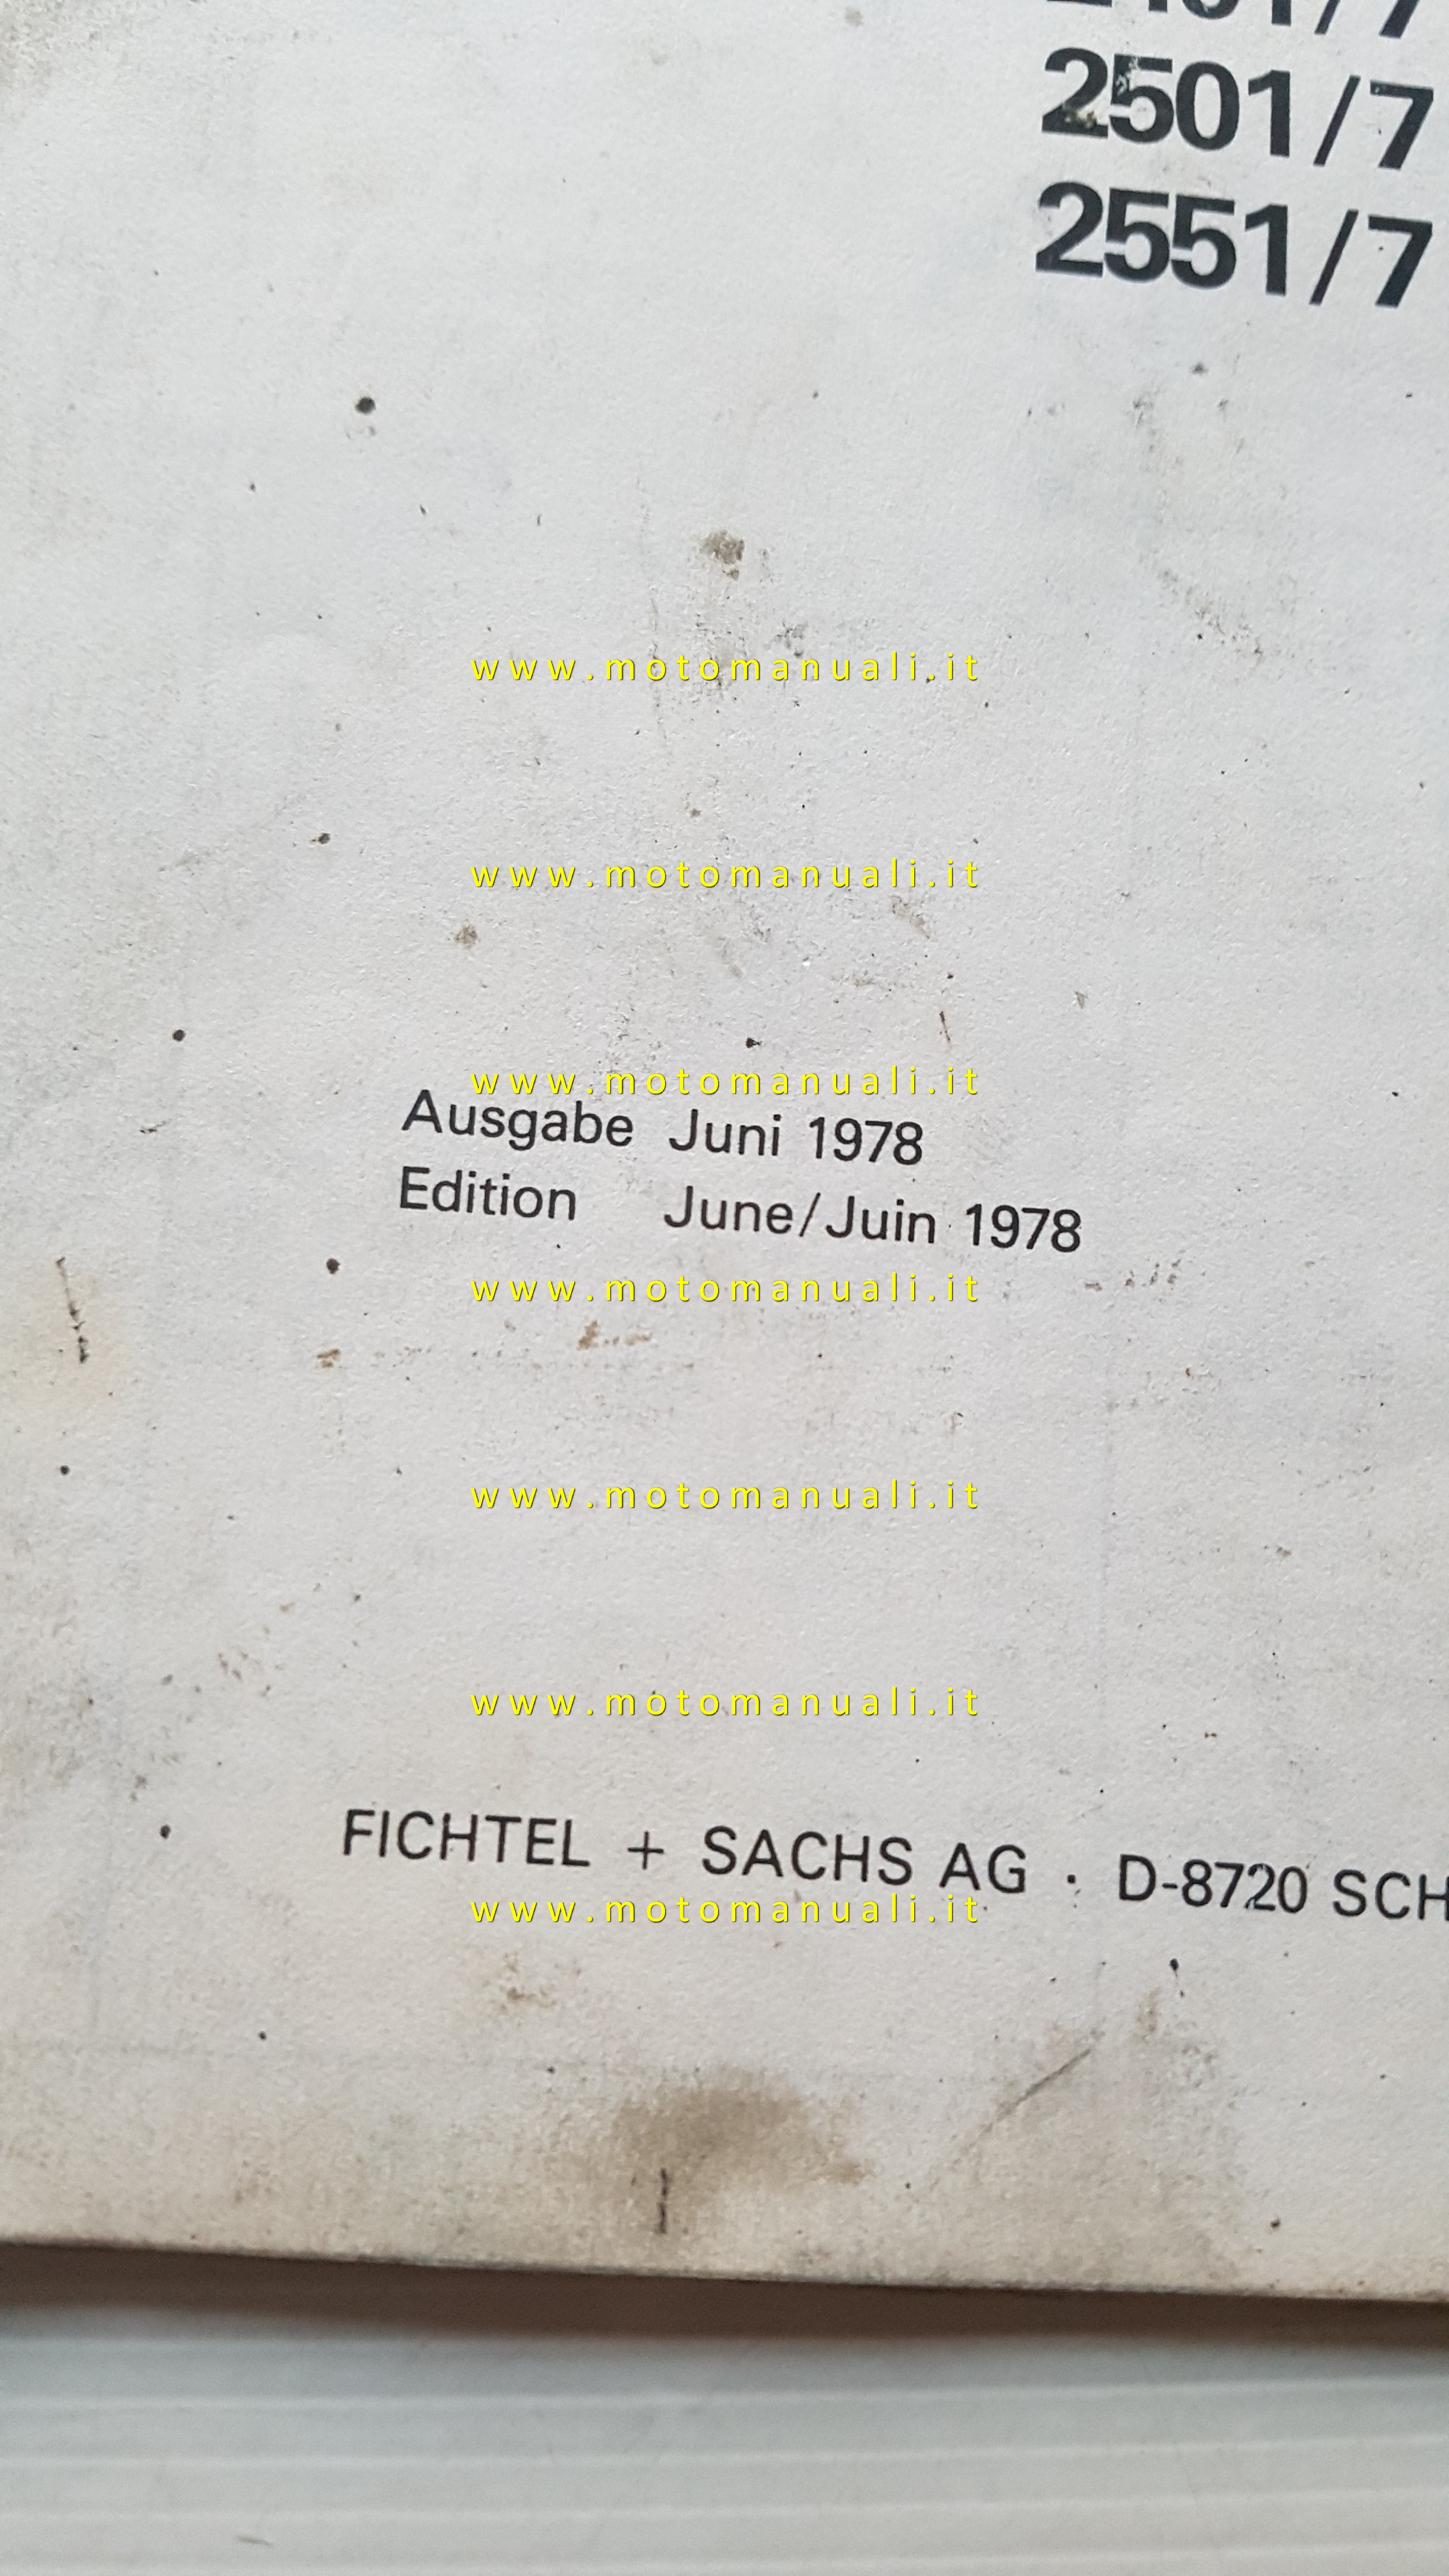 2501/7
2551/7
www.motomanuali.it
www.motomanuali.it
www.motomanuali.it
Ausgabe Juni 1978
Edition June/Juin 1978
www.motomanuali.it
www.motomanuali.it
www.motomanuali.it
FICHTEL + SACHS AG · D-8720 SCH
www.motomanuali.it